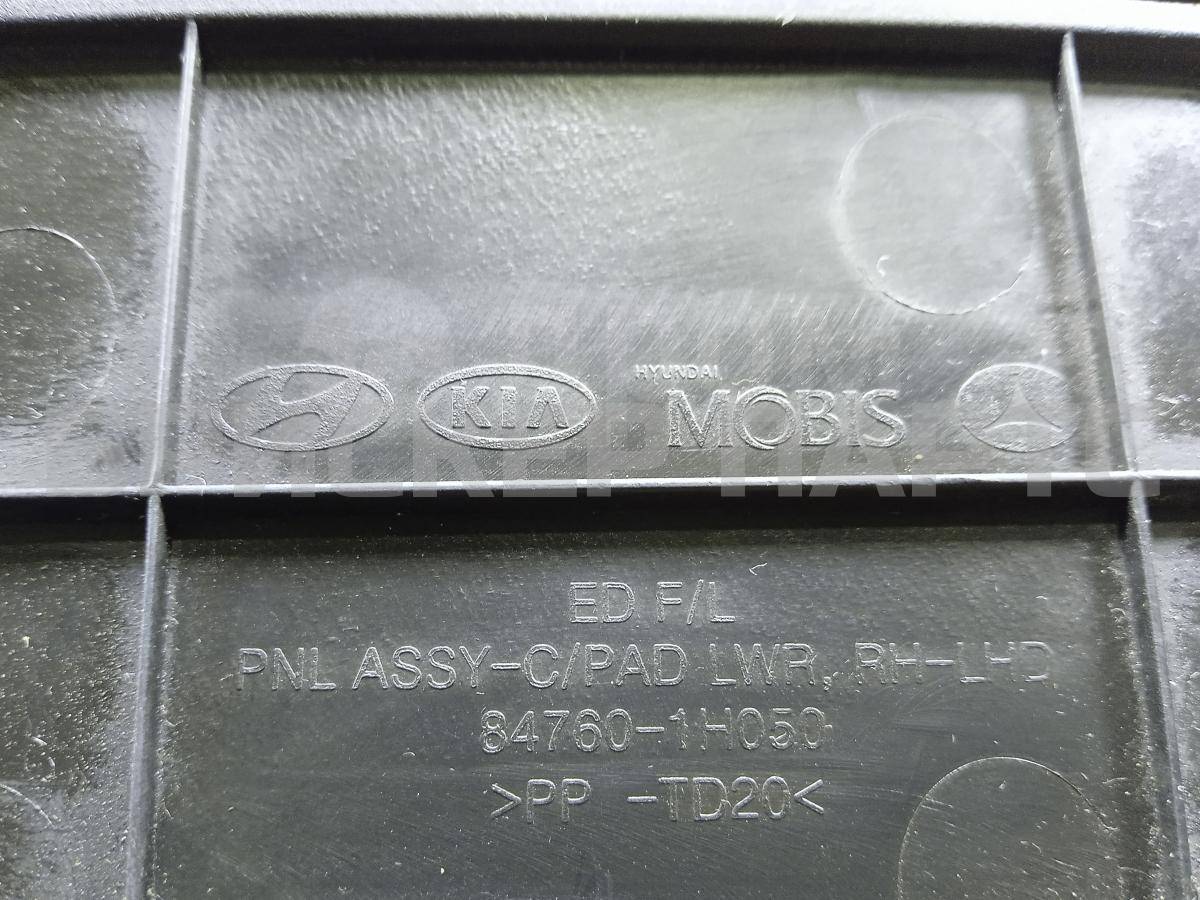 KIA
HYUNDAI
MOBIS
ED F/L
PNL ASSY-C/PAD LWR, RH-LHD
84760-1H050
>PP -TD20<